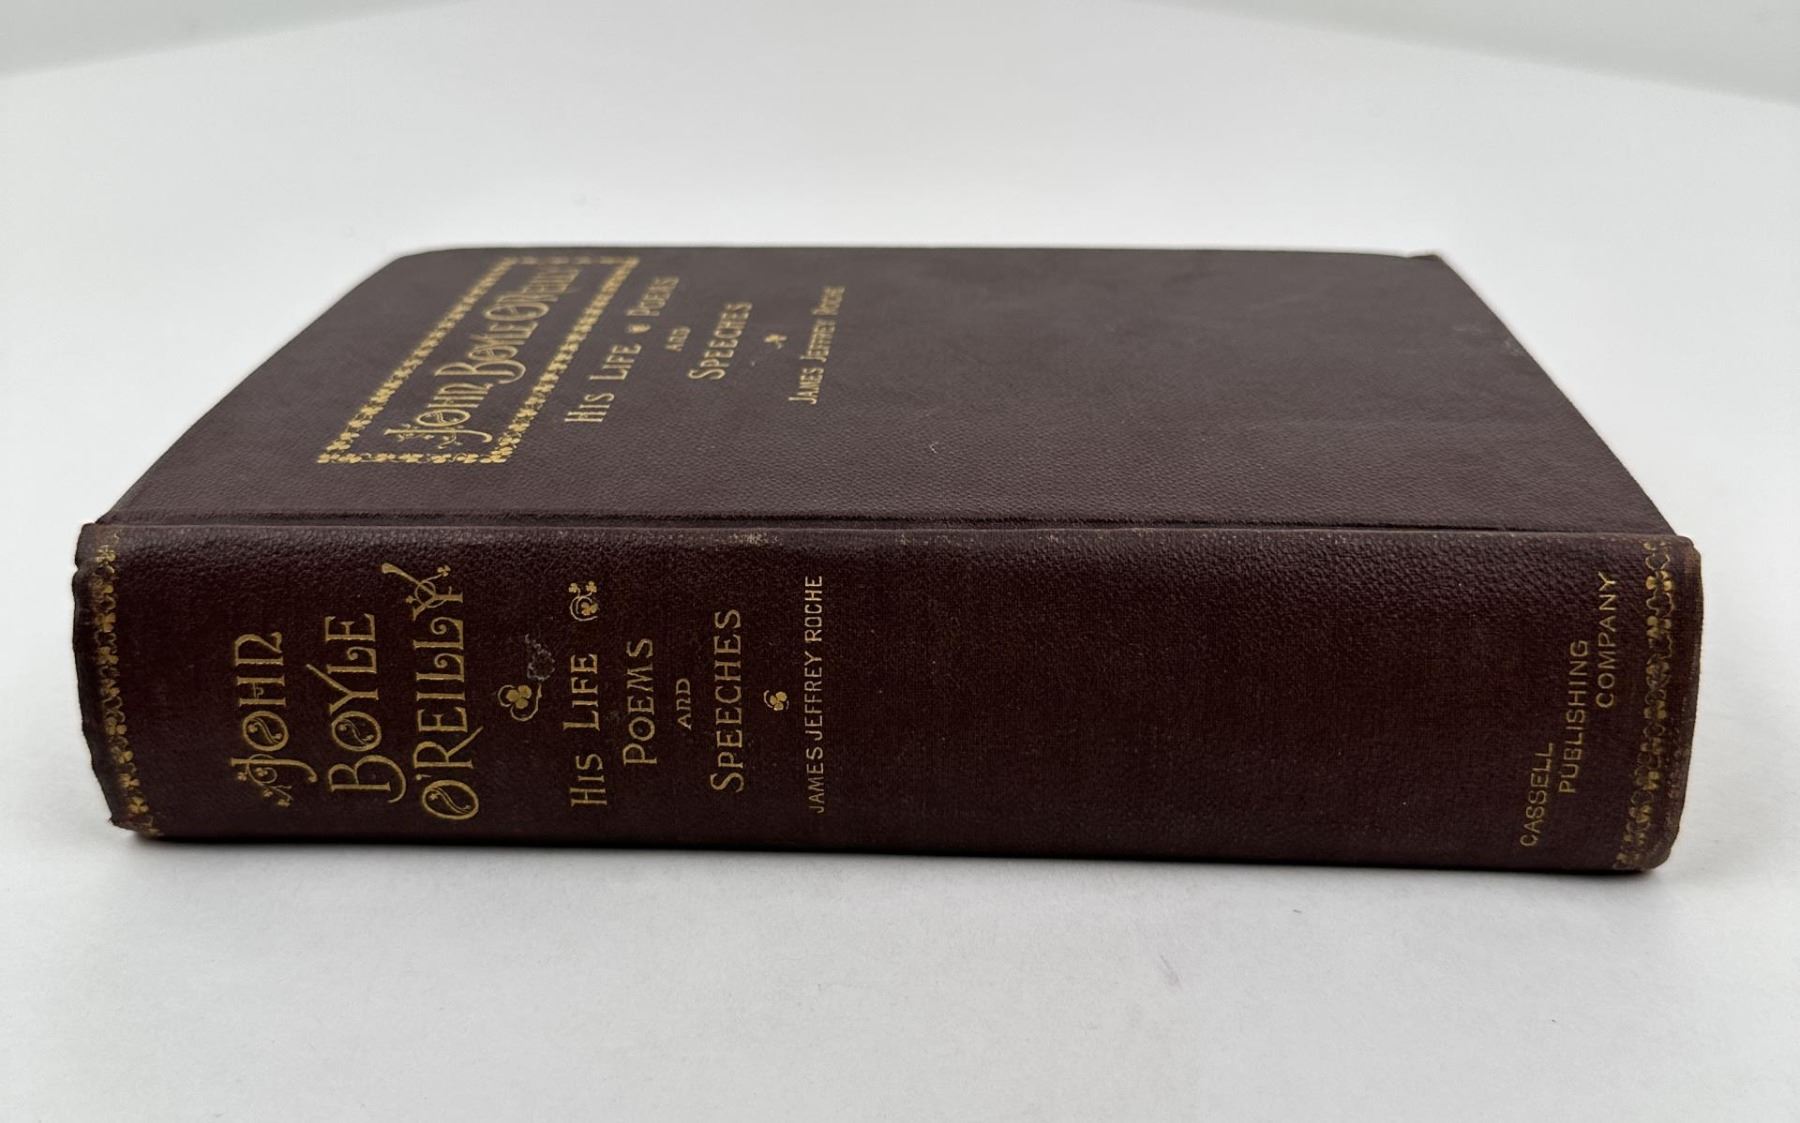 JOHN BOYLE O'REILLY
HIS LIFE POEMS
AND
SPEECHES
JAMES JEFFREY ROCHE
JOHN
BOYLE
O'REILLY
HIS LIFE
POEMS
AND
SPEECHES
JAMES JEFFREY ROCHE
CASSELL
PUBLISHING
COMPANY